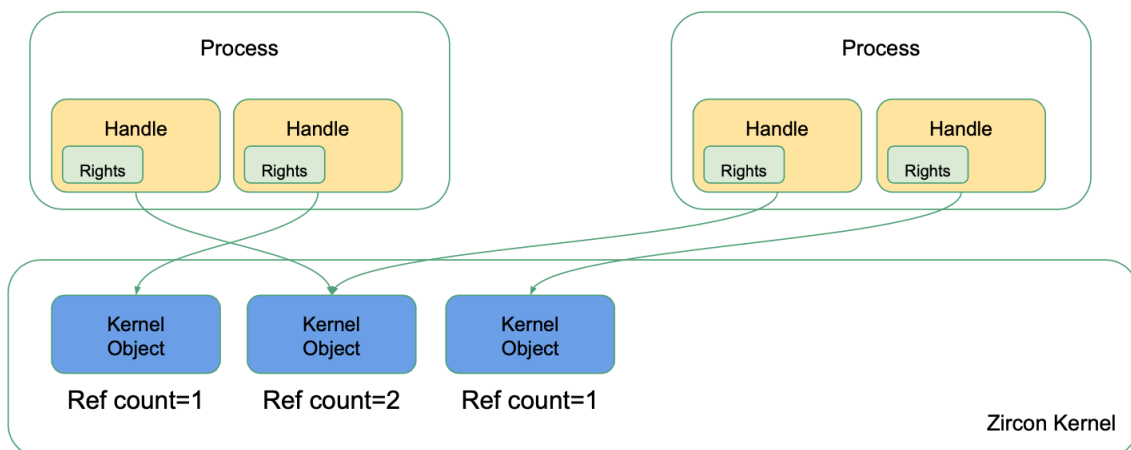 Process
Process
Handle
Handle
Handle
Handle
Rights
Rights
Rights
Rights
Kernel
Object
Kernel
Object
Kernel
Object
Ref count=1
Ref count=2
Ref count=1
Zircon Kernel